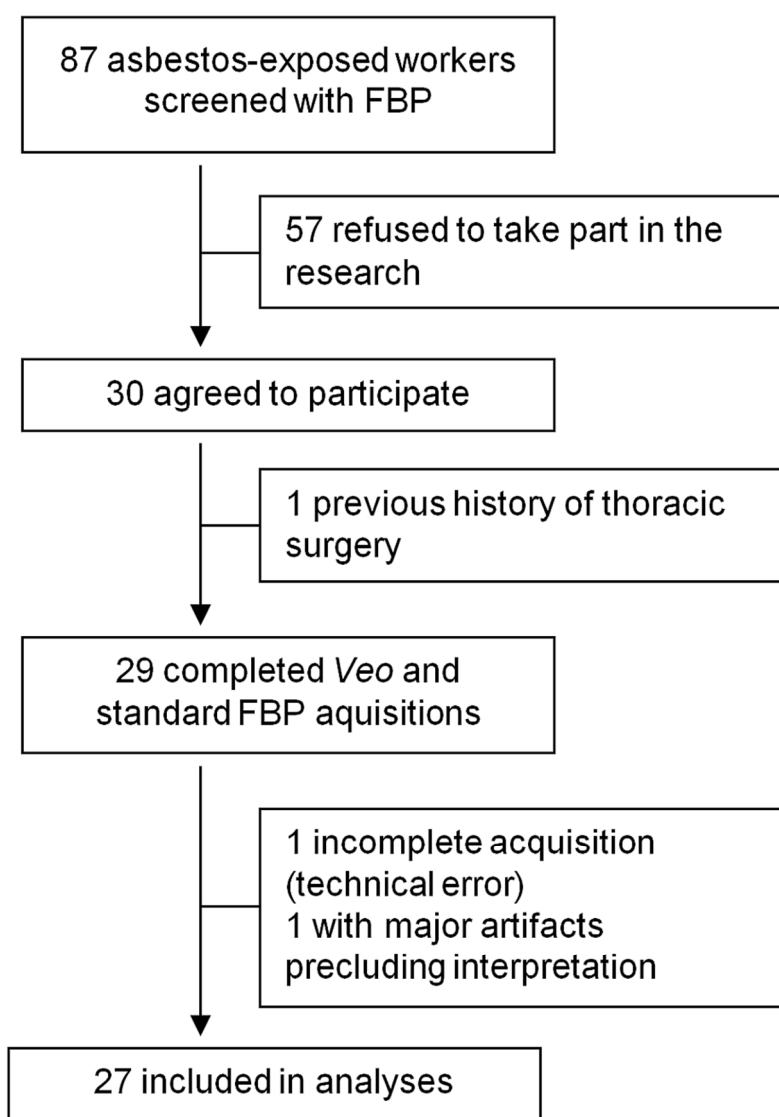 87 asbestos-exposed workers
screened with FBP
57 refused to take part in the
research
30 agreed to participate
1 previous history of thoracic
surgery
29 completed Veo and
standard FBP aquisitions
1 incomplete acquisition
(technical error)
1 with major artifacts
precluding interpretation
27 included in analyses